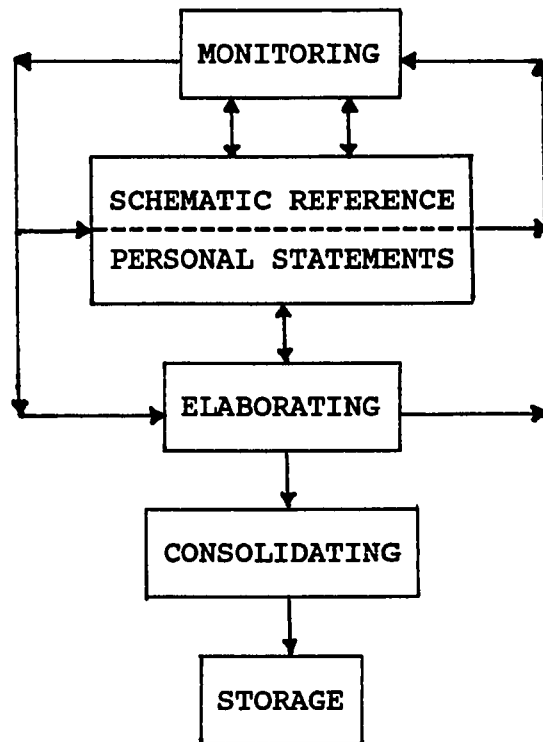 MONITORING
SCHEMATIC REFERENCE
PERSONAL STATEMENTS
ELABORATING
CONSOLIDATING
STORAGE